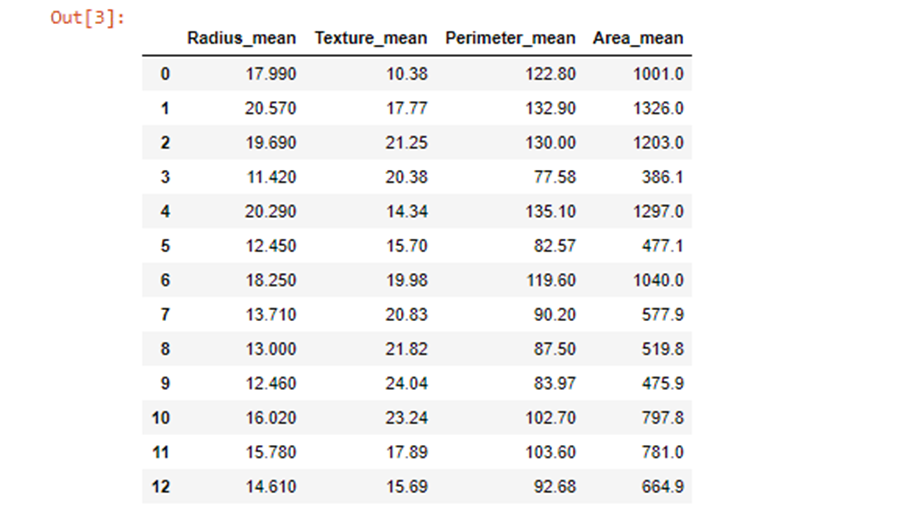 Out[3]:
Radius_mean Texture_mean Perimeter_mean Area_mean
0 17.990 10.38 122.80 1001.0
1 20.570 17.77 132.90 1326.0
2 19.690 21.25 130.00 1203.0
3 11.420 20.38 77.58 386.1
4 20.290 14.34 135.10 1297.0
5 12.450 15.70 82.57 477.1
6 18.250 19.98 119.60 1040.0
7 13.710 20.83 90.20 577.9
8 13.000 21.82 87.50 519.8
9 12.460 24.04 83.97 475.9
10 16.020 23.24 102.70 797.8
11 15.780 17.89 103.60 781.0
12 14.610 15.69 92.68 664.9